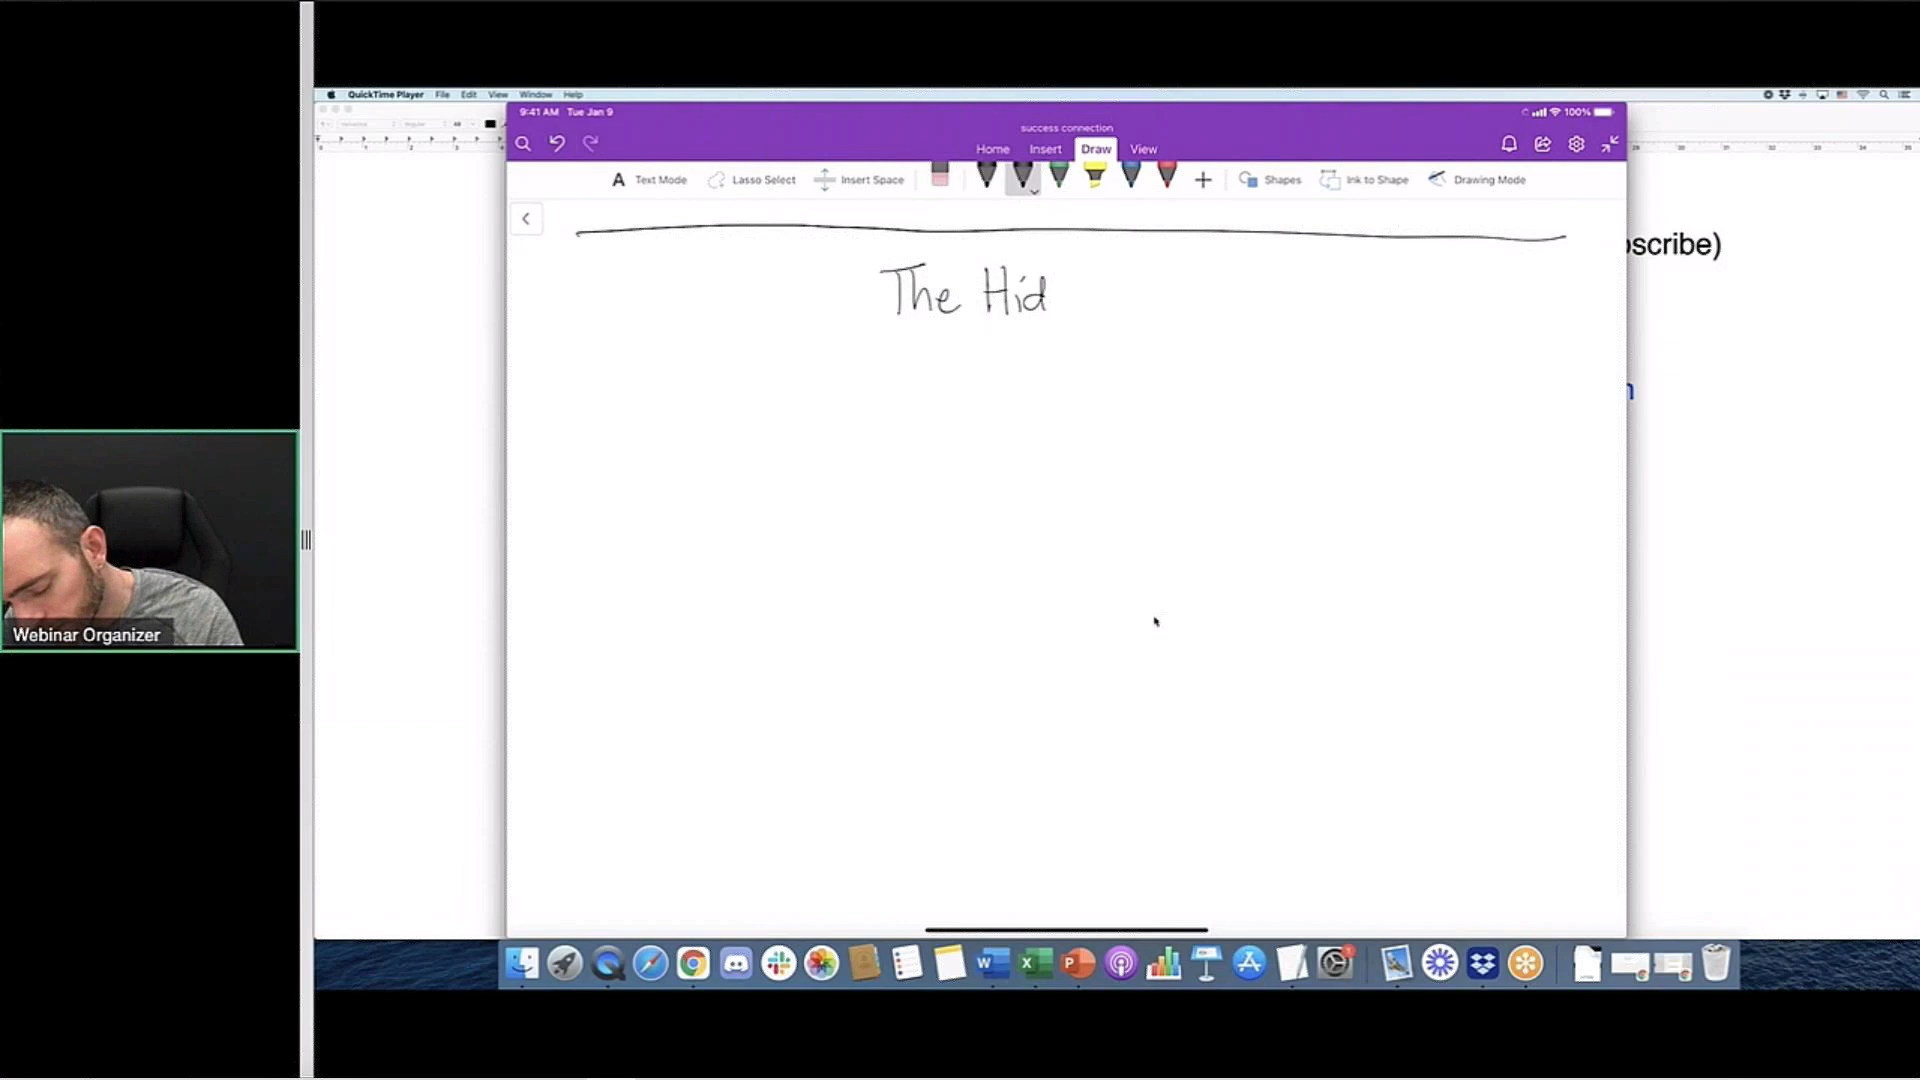 QuickTime Player File Edit View Window Help
9:41 AM Tue Jan 9
100%
success connection
Home Insert Draw View
Text Mode Lasso Select Insert Space Shapes Ink to Shape Drawing Mode
The Hid
scribe)
Webinar Organizer